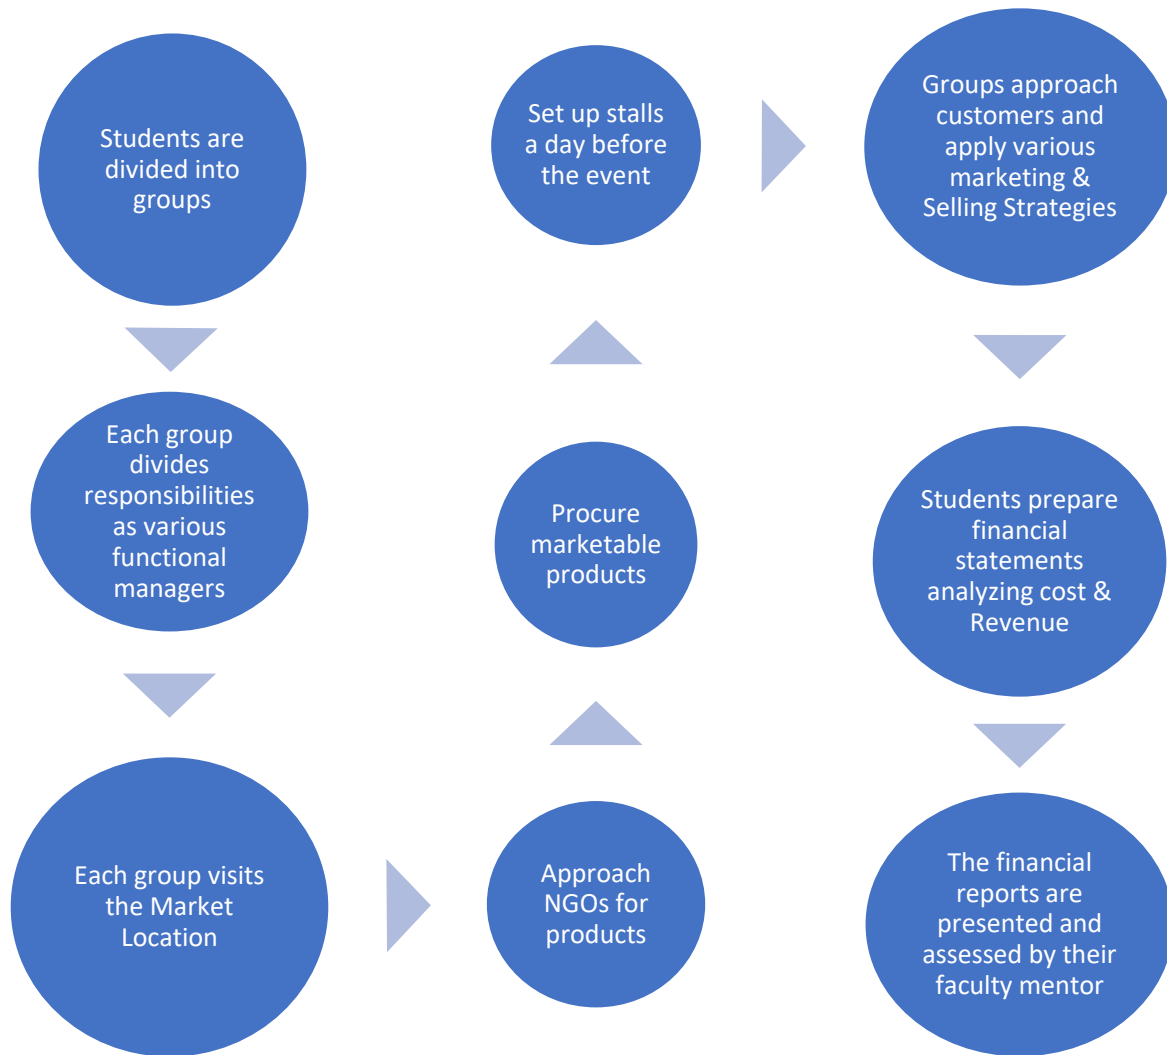 Students are
divided into
groups
Each group
divides
responsibilities
as various
functional
managers
Each group visits
the Market
Location
Approach
NGOs for
products
Procure
marketable
products
Set up stalls
a day before
the event
Groups approach
customers and
apply various
marketing &
Selling Strategies
Students prepare
financial
statements
analyzing cost &
Revenue
The financial
reports are
presented and
assessed by their
faculty mentor